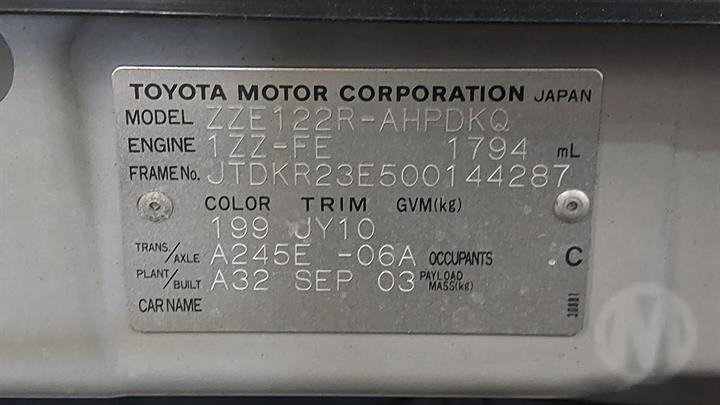 TOYOTA MOTOR CORPORATION JAPAN
MODEL ZZE122R-AHPDKQ
ENGINE 1ZZ-FE 1794 mL
FRAME No. JTDKR23E500144287
COLOR TRIM GVM(kg)
199 JY10
TRANS./AXLE A245E -06A OCCUPANTS
PLANT/BUILT A32 SEP 03 PAYLOAD MASS(kg)
CAR NAME
.C
30881
M